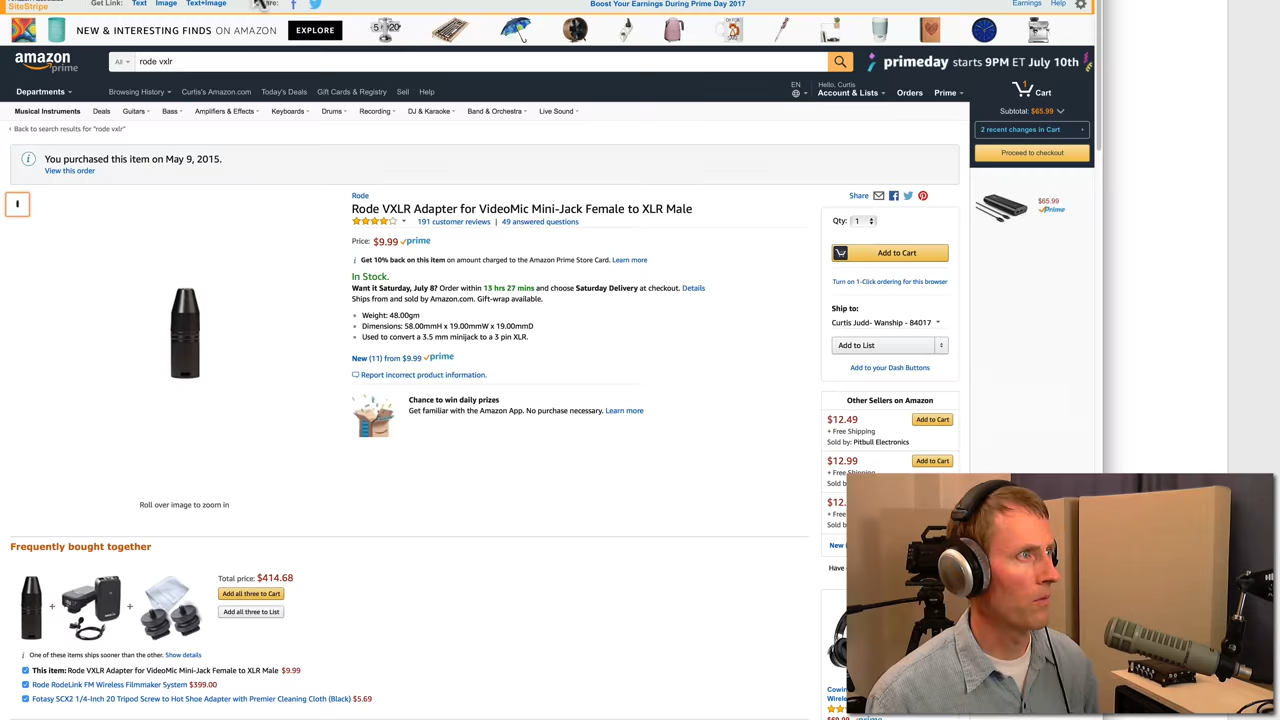 SiteStripe
Get Link: Text Image Text+Image
Share:
Boost Your Earnings During Prime Day 2017
Earnings Help
NEW & INTERESTING FINDS ON AMAZON EXPLORE
amazon prime
All rode vxlr
primeday starts 9PM ET July 10th*
Departments
Browsing History Curtis's Amazon.com Today's Deals Gift Cards & Registry Sell Help
EN
Hello, Curtis
Account & Lists Orders Prime
1 Cart
Musical Instruments Deals Guitars Bass Amplifiers & Effects Keyboards Drums Recording DJ & Karaoke Band & Orchestra Live Sound
Subtotal: $65.99
2 recent changes in Cart
Proceed to checkout
$65.99
Prime
‹ Back to search results for "rode vxlr"
You purchased this item on May 9, 2015.
View this order
Rode
Rode VXLR Adapter for VideoMic Mini-Jack Female to XLR Male
191 customer reviews | 49 answered questions
Price: $9.99 prime
Get 10% back on this item on amount charged to the Amazon Prime Store Card. Learn more
In Stock.
Want it Saturday, July 8? Order within 13 hrs 27 mins and choose Saturday Delivery at checkout. Details
Ships from and sold by Amazon.com. Gift-wrap available.
• Weight: 48.00gm
• Dimensions: 58.00mmH x 19.00mmW x 19.00mmD
• Used to convert a 3.5 mm minijack to a 3 pin XLR.
New (11) from $9.99 prime
Report incorrect product information.
Chance to win daily prizes
Get familiar with the Amazon App. No purchase necessary. Learn more
Roll over image to zoom in
Share
Qty: 1
Add to Cart
Turn on 1-Click ordering for this browser
Ship to:
Curtis Judd- Wanship - 84017
Add to List
Add to your Dash Buttons
Other Sellers on Amazon
$12.49 Add to Cart
+ Free Shipping
Sold by: Pitbull Electronics
$12.99 Add to Cart
+ Free Shipping
Sold b
$12.
+ Free
Sold b
New
Have
Frequently bought together
Total price: $414.68
Add all three to Cart
Add all three to List
One of these items ships sooner than the other. Show details
This item: Rode VXLR Adapter for VideoMic Mini-Jack Female to XLR Male $9.99
Rode RodeLink FM Wireless Filmmaker System $399.00
Fotasy SCX2 1/4-Inch 20 Tripod Screw to Hot Shoe Adapter with Premier Cleaning Cloth (Black) $5.69
Cowin
Wirele
$69.99 prime